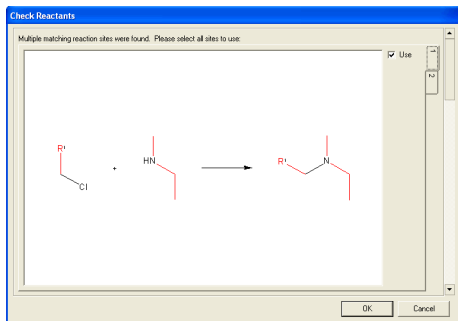 Check Reactants
Multiple matching reaction sites were found. Please select all sites to use:
Use
1
2
R'
Cl
+
HN
R'
N
OK
Cancel